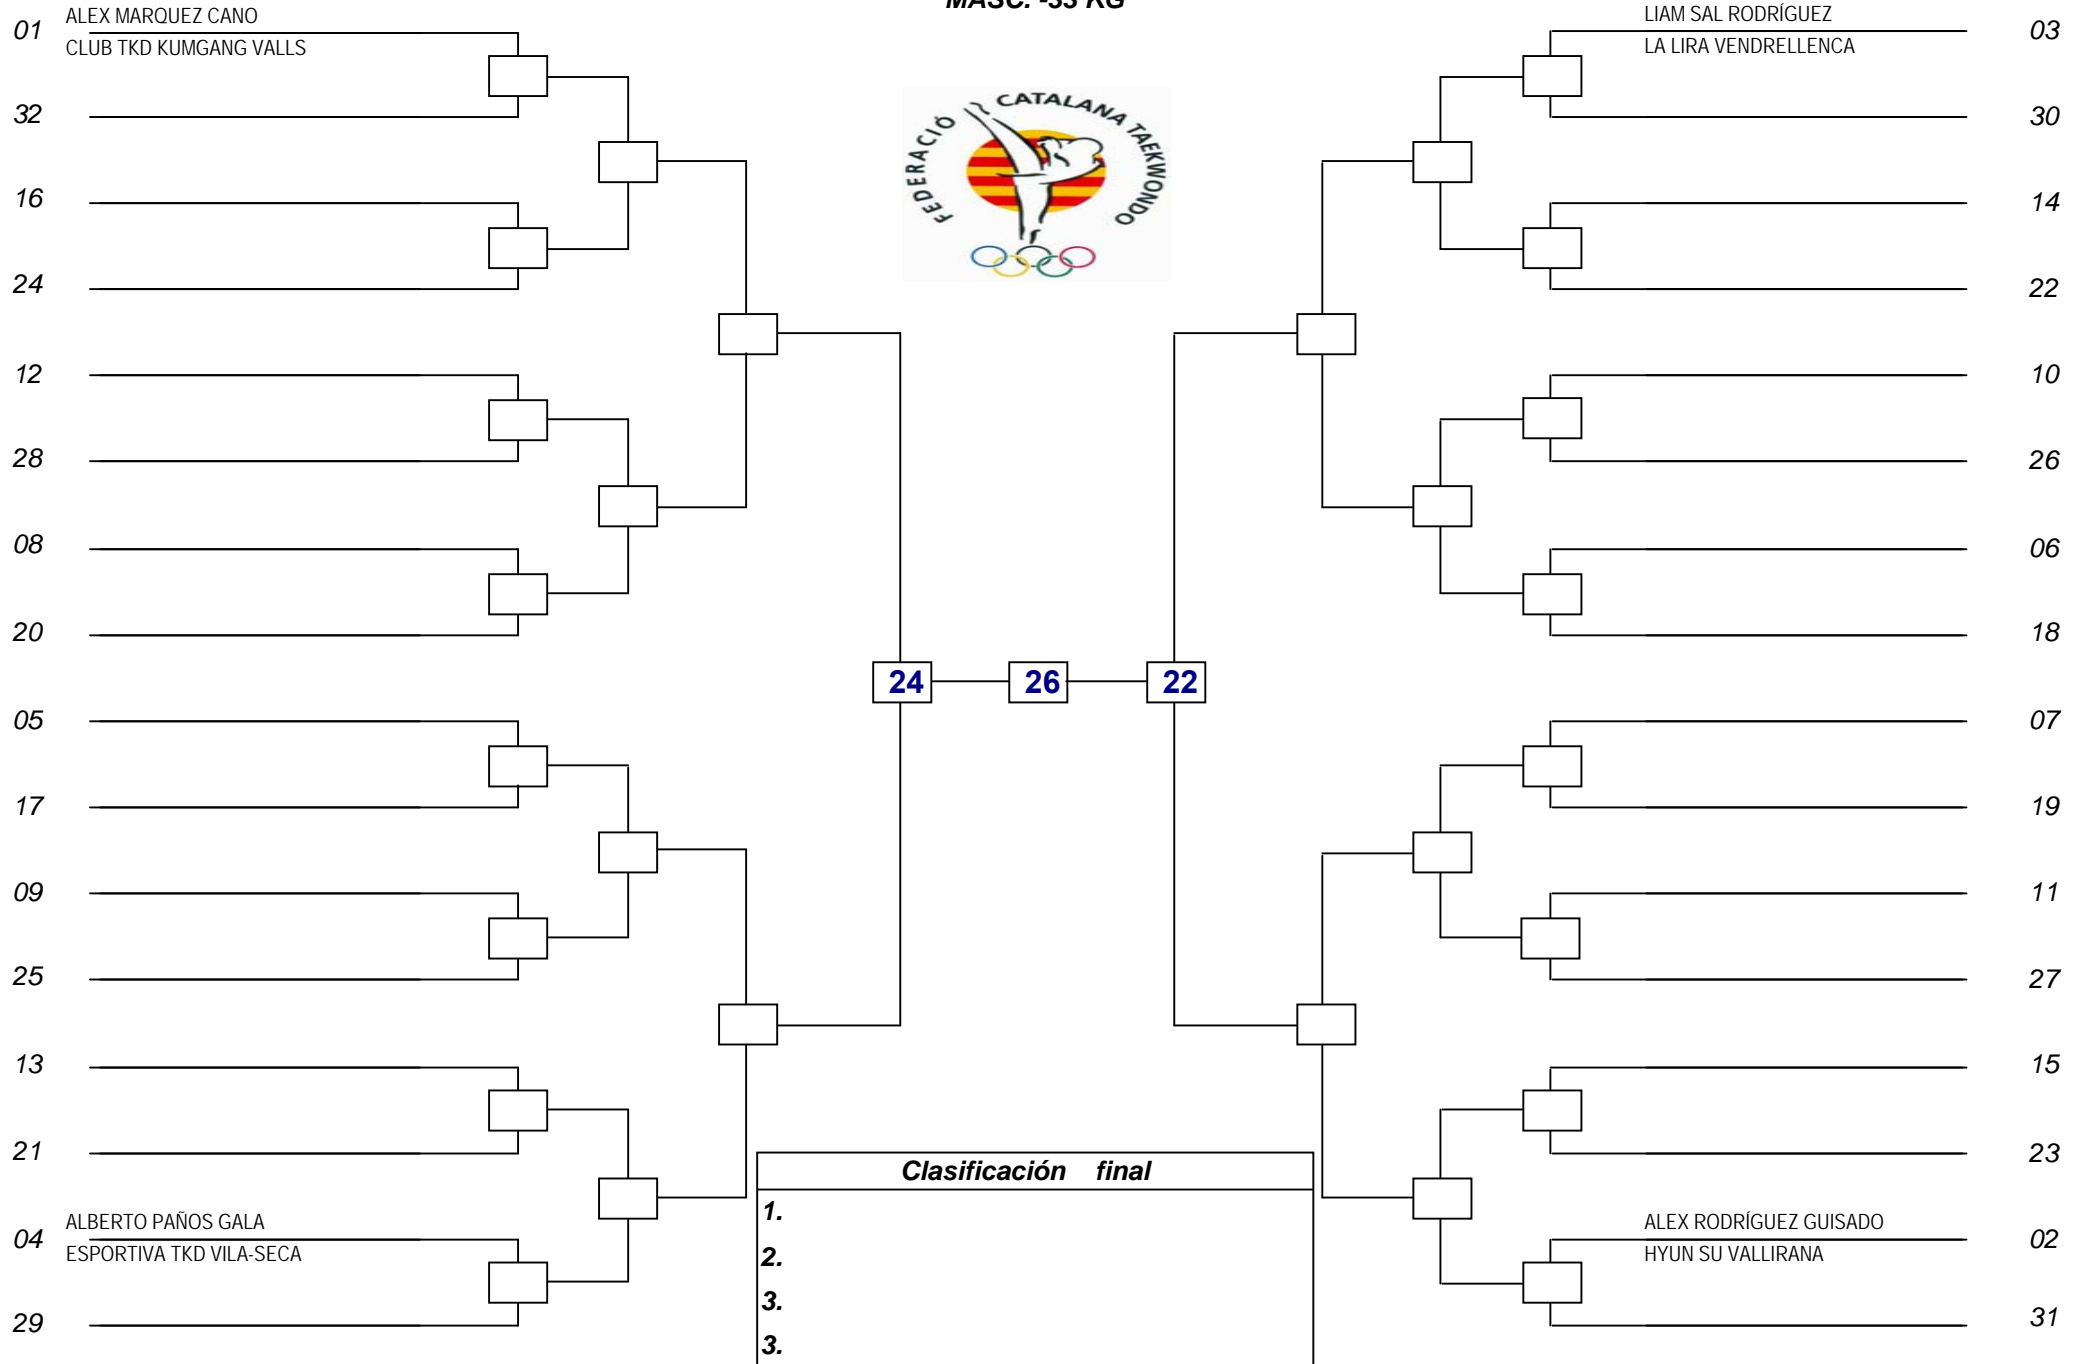 MASC. -33 KG
01 ALEX MARQUEZ CANO
CLUB TKD KUMGANG VALLS
32
16
24
12
28
08
20
05
17
09
25
13
21
04 ALBERTO PAÑOS GALA
ESPORTIVA TKD VILA-SECA
29
FEDERACIÓ CATALANA TAEKWONDO
24 26 22
LIAM SAL RODRÍGUEZ 03
LA LIRA VENDRELLENCA
30
14
22
10
26
06
18
07
19
11
27
15
23
ALEX RODRÍGUEZ GUISADO 02
HYUN SU VALLIRANA
31
Clasificación final
1.
2.
3.
3.